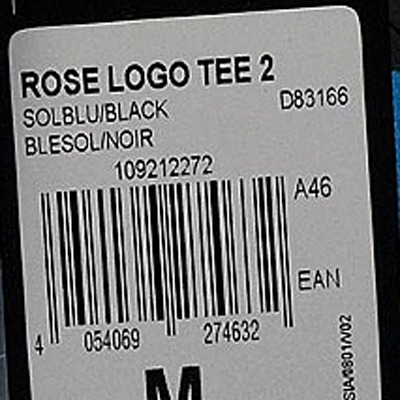 ROSE LOGO TEE 2
SOLBLU/BLACK D83166
BLESOL/NOIR
109212272
A46
EAN
4 054069 274632
M